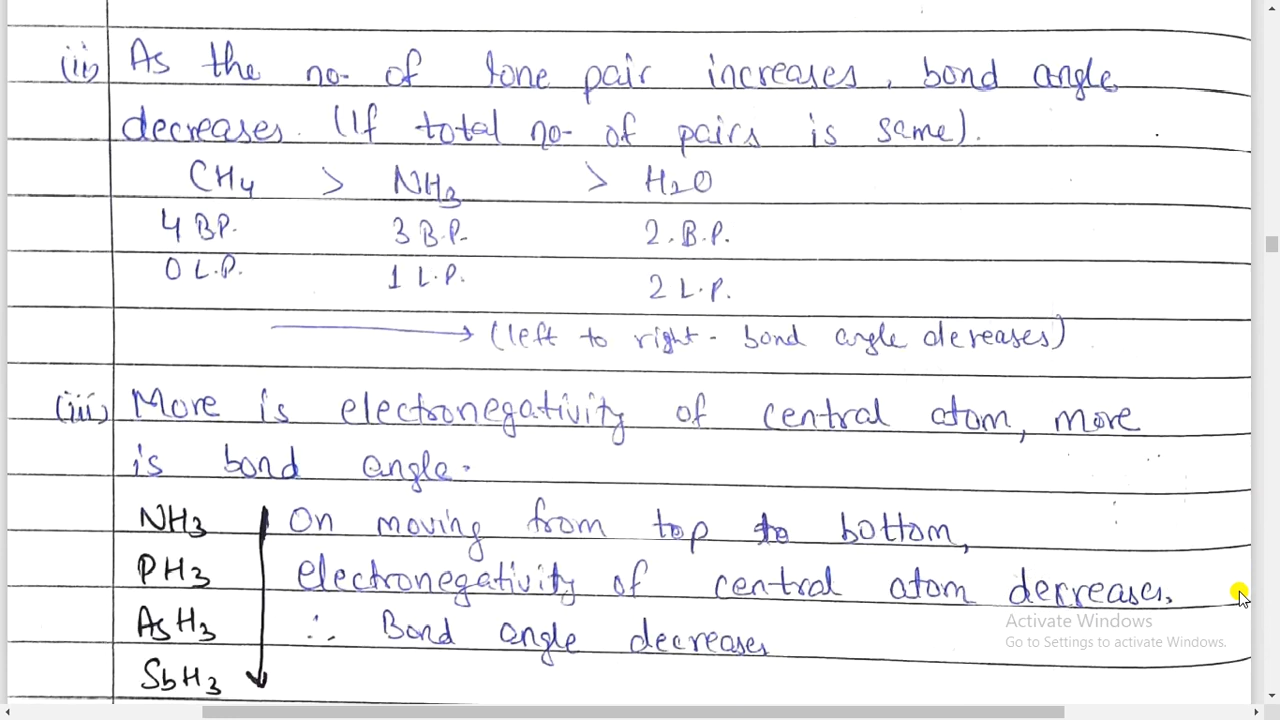 (ii) As the no. of lone pair increases, bond angle
decreases. (If total no. of pairs is same).
CH4 > NH3 > H2O
4 B.P. 3 B.P. 2.B.P.
0 L.P. 1 L.P. 2 L.P.
→ (left to right - bond angle decreases)
(iii) More is electronegativity of central atom, more
is bond angle.
NH3 On moving from top to bottom,
PH3 electronegativity of central atom decreases.
AsH3 ∴ Bond angle decreases
SbH3
Activate Windows
Go to Settings to activate Windows.